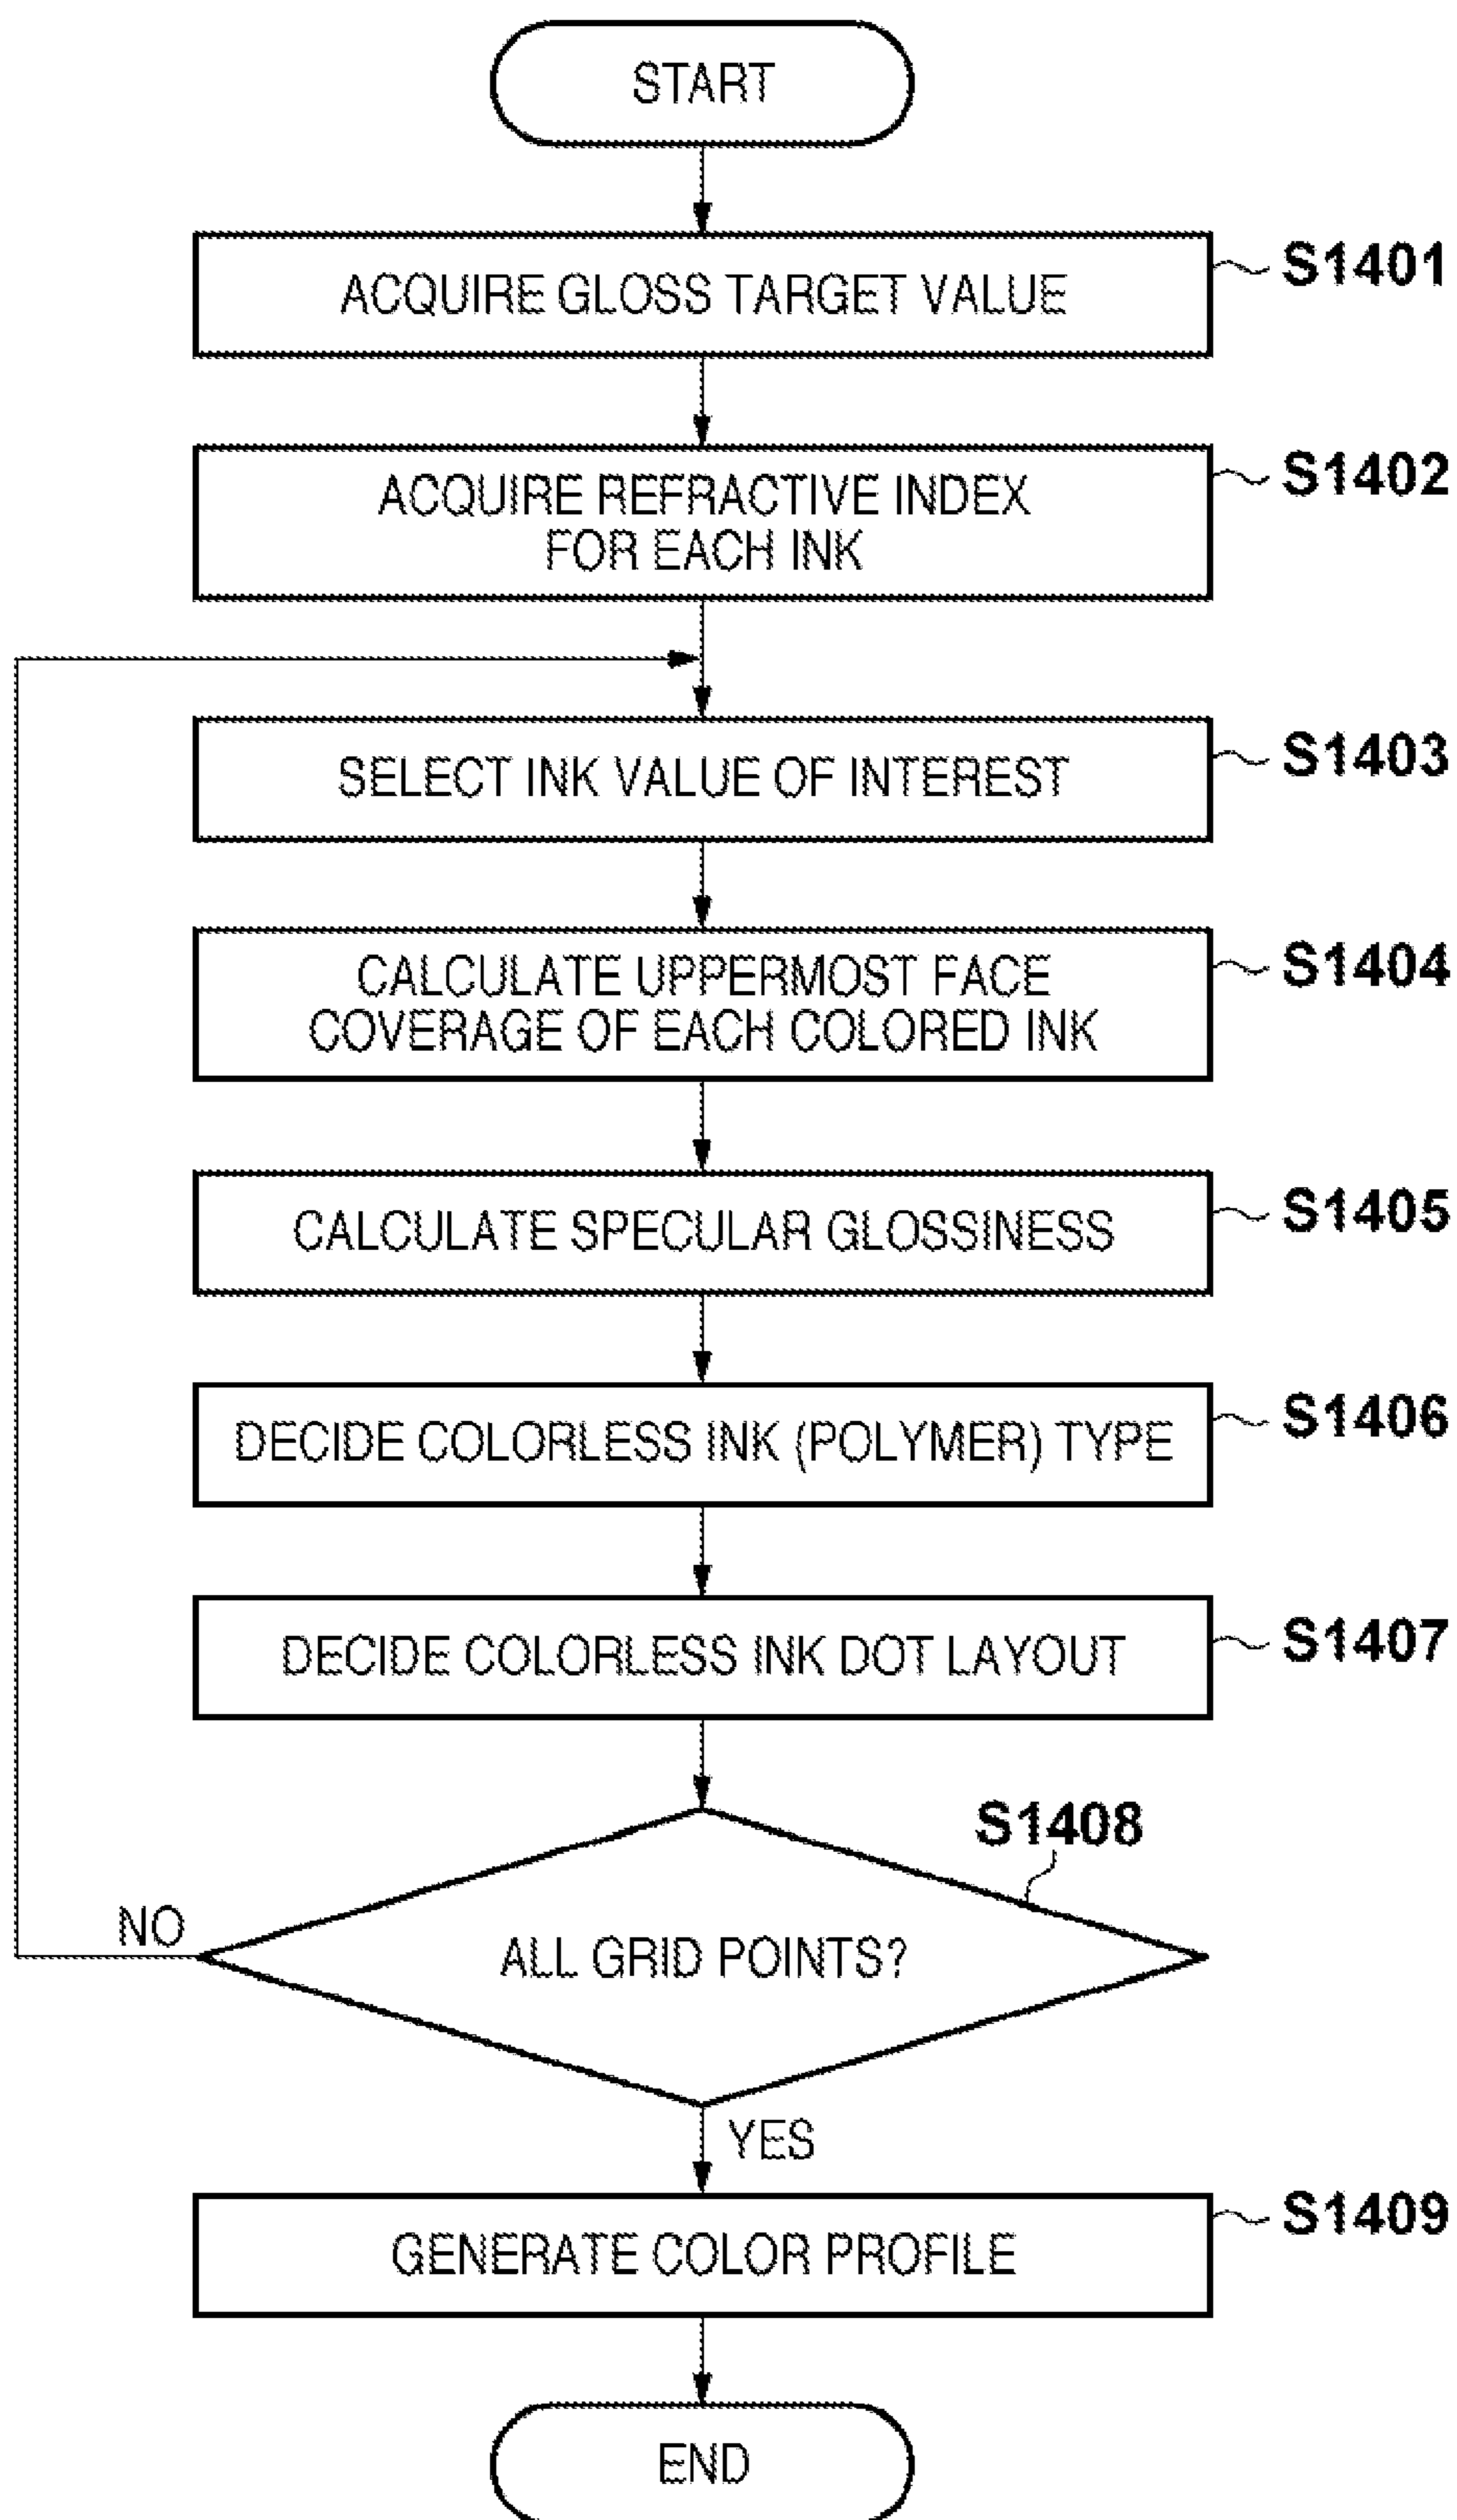 START
ACQUIRE GLOSS TARGET VALUE
S1401
ACQUIRE REFRACTIVE INDEX
FOR EACH INK
S1402
SELECT INK VALUE OF INTEREST
S1403
CALCULATE UPPERMOST FACE
COVERAGE OF EACH COLORED INK
S1404
CALCULATE SPECULAR GLOSSINESS
S1405
DECIDE COLORLESS INK (POLYMER) TYPE
S1406
DECIDE COLORLESS INK DOT LAYOUT
S1407
S1408
ALL GRID POINTS?
NO
YES
GENERATE COLOR PROFILE
S1409
END